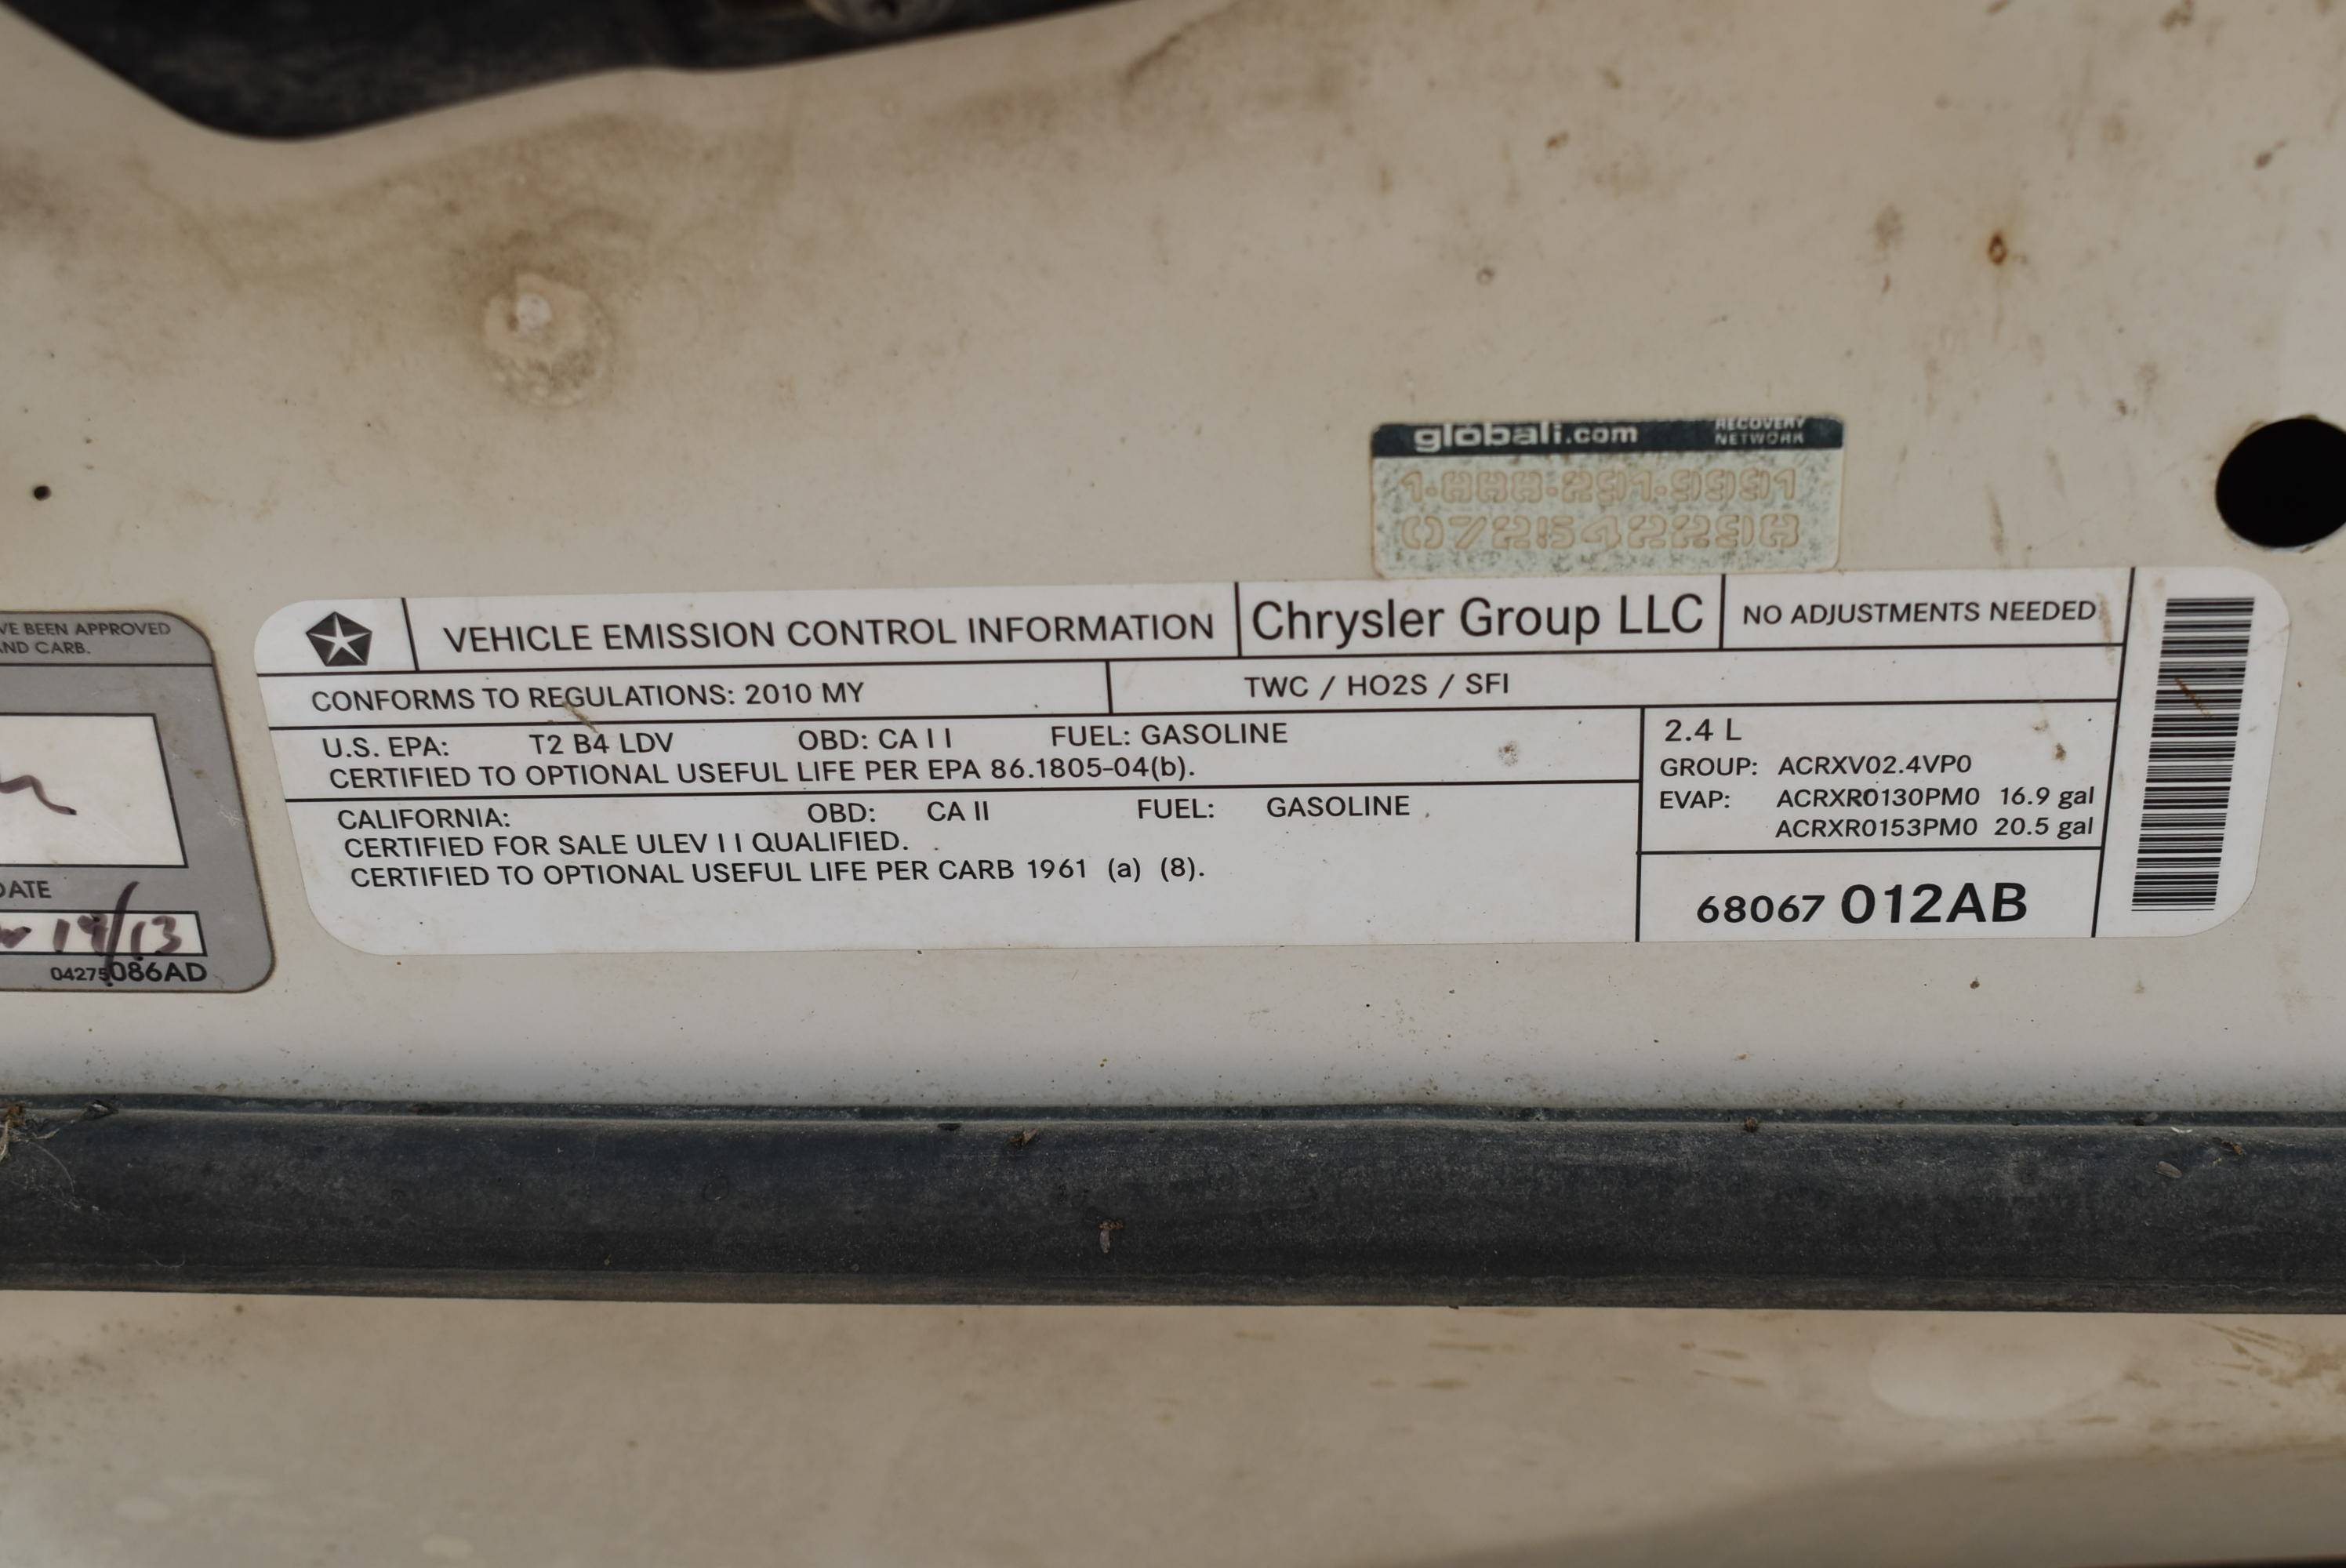 globali.com RECOVERY NETWORK
1-888-291-9991
0725422998
VE BEEN APPROVED
AND CARB.
DATE
04275086AD
VEHICLE EMISSION CONTROL INFORMATION Chrysler Group LLC NO ADJUSTMENTS NEEDED
CONFORMS TO REGULATIONS: 2010 MY TWC / HO2S / SFI
U.S. EPA: T2 B4 LDV OBD: CA I I FUEL: GASOLINE
CERTIFIED TO OPTIONAL USEFUL LIFE PER EPA 86.1805-04(b).
CALIFORNIA: OBD: CA II FUEL: GASOLINE
CERTIFIED FOR SALE ULEV I I QUALIFIED.
CERTIFIED TO OPTIONAL USEFUL LIFE PER CARB 1961 (a) (8).
2.4 L
GROUP: ACRXV02.4VP0
EVAP: ACRXR0130PM0 16.9 gal
ACRXR0153PM0 20.5 gal
68067 012AB